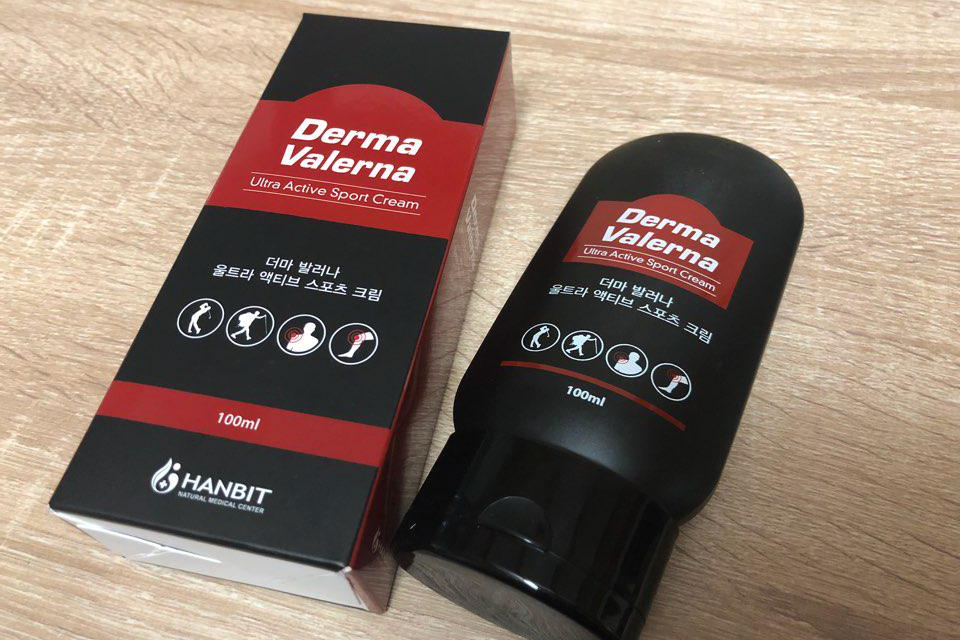 Derma
Valerna
Ultra Active Sport Cream
더마 발러나
울트라 액티브 스포츠 크림
100ml
HANBIT
NATURAL MEDICAL CENTER
Derma
Valerna
Ultra Active Sport Cream
더마 발러나
울트라 액티브 스포츠 크림
100ml